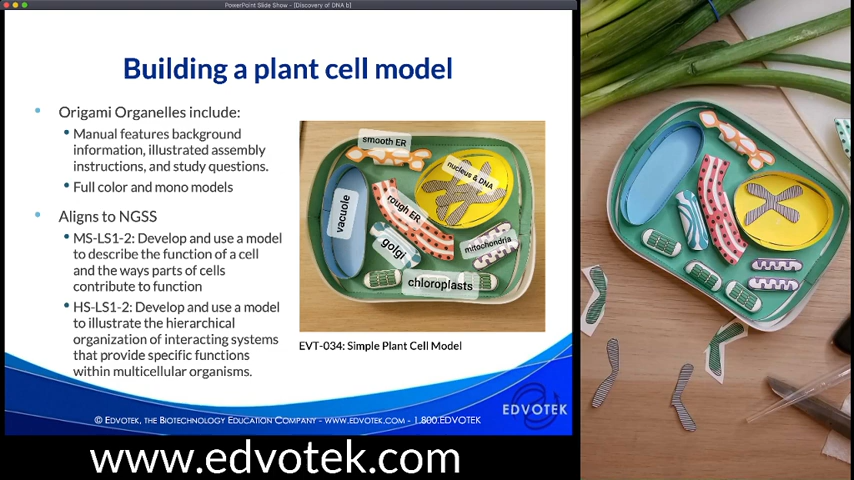 PowerPoint Slide Show - [Discovery of DNA b]
Building a plant cell model
Origami Organelles include:
Manual features background
information, illustrated assembly
instructions, and study questions.
Full color and mono models
Aligns to NGSS
MS-LS1-2: Develop and use a model
to describe the function of a cell
and the ways parts of cells
contribute to function
HS-LS1-2: Develop and use a model
to illustrate the hierarchical
organization of interacting systems
that provide specific functions
within multicellular organisms.
smooth ER
nucleus & DNA
vacuole
rough ER
golgi
mitochondria
chloroplasts
EVT-034: Simple Plant Cell Model
© EDVOTEK, THE BIOTECHNOLOGY EDUCATION COMPANY - WWW.EDVOTEK.COM - 1.800.EDVOTEK
EDVOTEK
www.edvotek.com